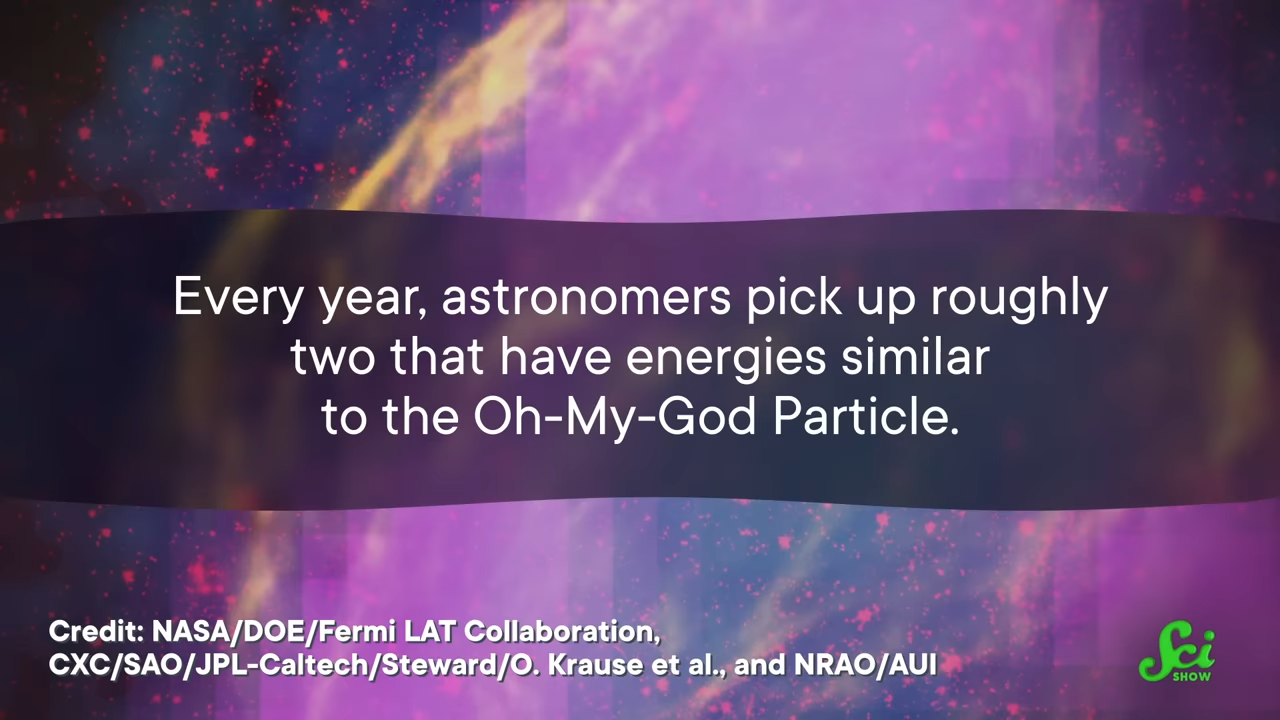 Every year, astronomers pick up roughly
two that have energies similar
to the Oh-My-God Particle.
Credit: NASA/DOE/Fermi LAT Collaboration,
CXC/SAO/JPL-Caltech/Steward/O. Krause et al., and NRAO/AUI
Sci
SHOW